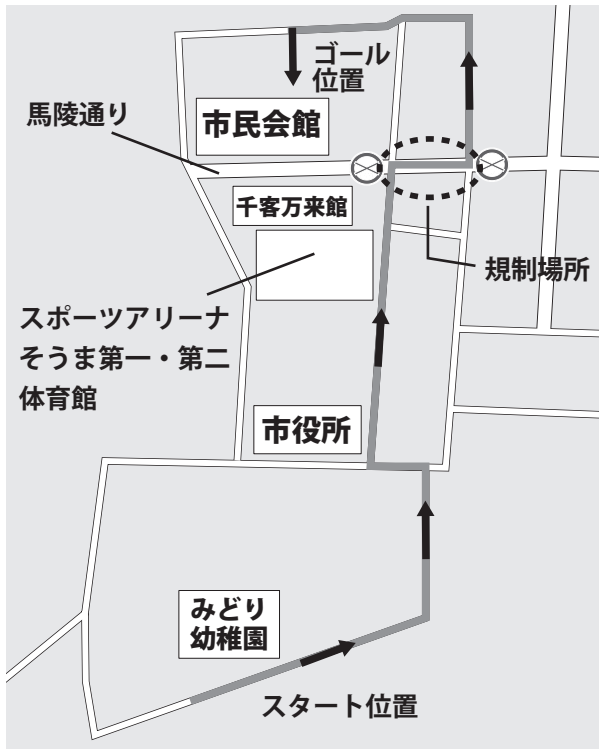 ゴール
位置
馬陵通り
市民会館
千客万来館
規制場所
スポーツアリーナ
そうま第一・第二
体育館
市役所
みどり
幼稚園
スタート位置